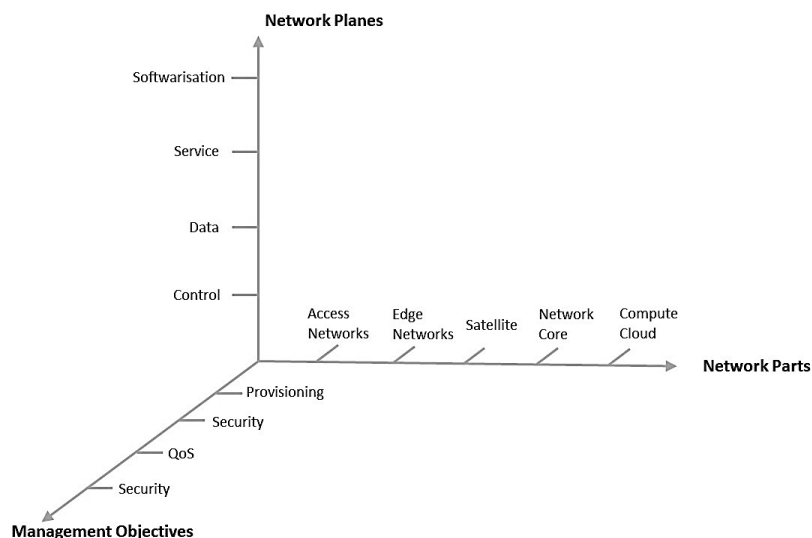 Network Planes
Softwarisation
Service
Data
Control
Access
Networks
Edge
Networks
Satellite
Network
Core
Compute
Cloud
Network Parts
Provisioning
Security
QoS
Security
Management Objectives